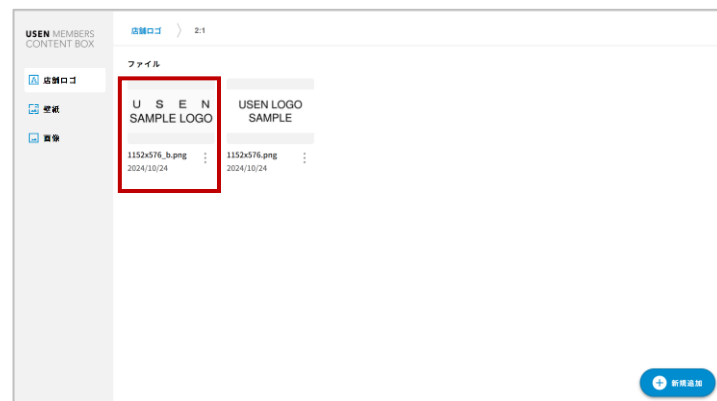 USEN MEMBERS
CONTENT BOX
店舗ロゴ
壁紙
画像
店舗ロゴ 〉 2:1
ファイル
U S E N
SAMPLE LOGO
1152x576_b.png
2024/10/24
USEN LOGO
SAMPLE
1152x576.png
2024/10/24
新規追加